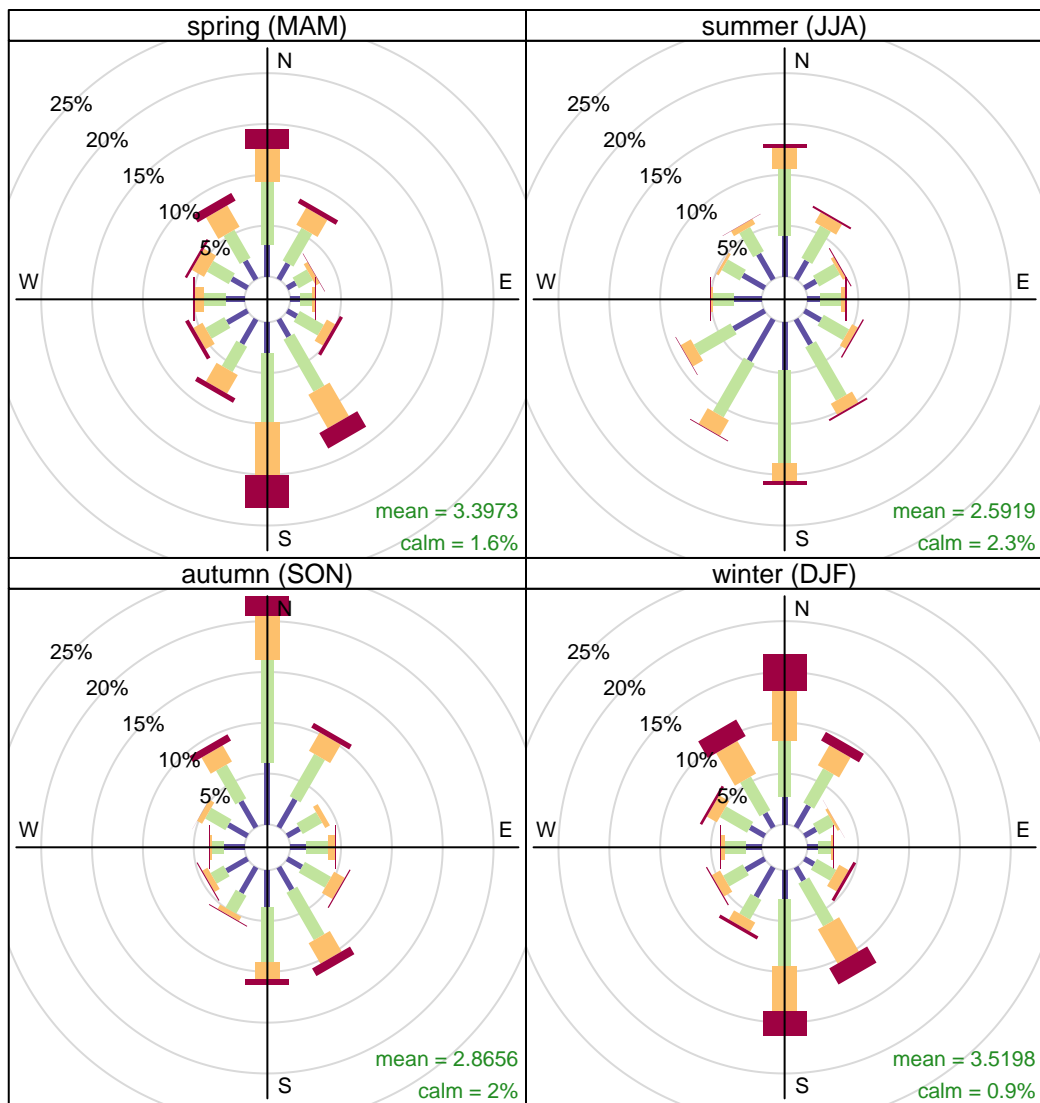 spring (MAM)
N
25%
20%
15%
10%
5%
W
E
S
mean = 3.3973
calm = 1.6%
summer (JJA)
N
25%
20%
15%
10%
5%
W
E
S
mean = 2.5919
calm = 2.3%
autumn (SON)
N
25%
20%
15%
10%
5%
W
E
S
mean = 2.8656
calm = 2%
winter (DJF)
N
25%
20%
15%
10%
5%
W
E
S
mean = 3.5198
calm = 0.9%